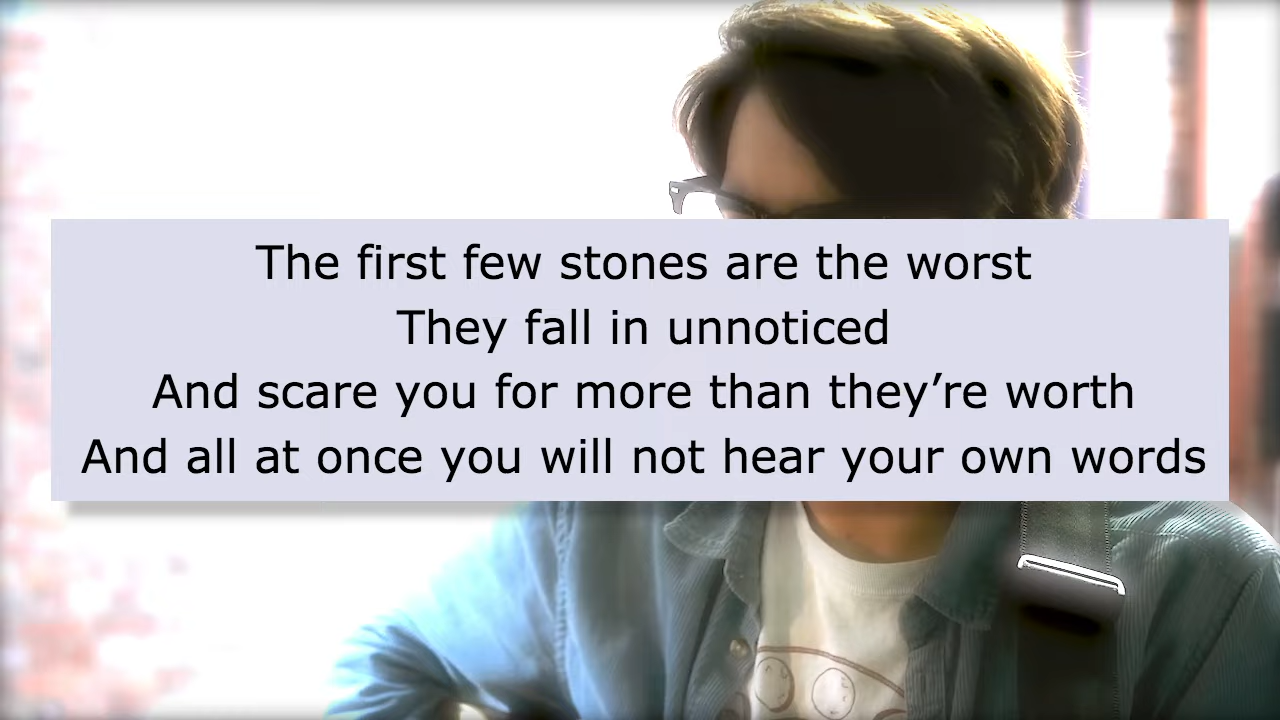 The first few stones are the worst
They fall in unnoticed
And scare you for more than they’re worth
And all at once you will not hear your own words